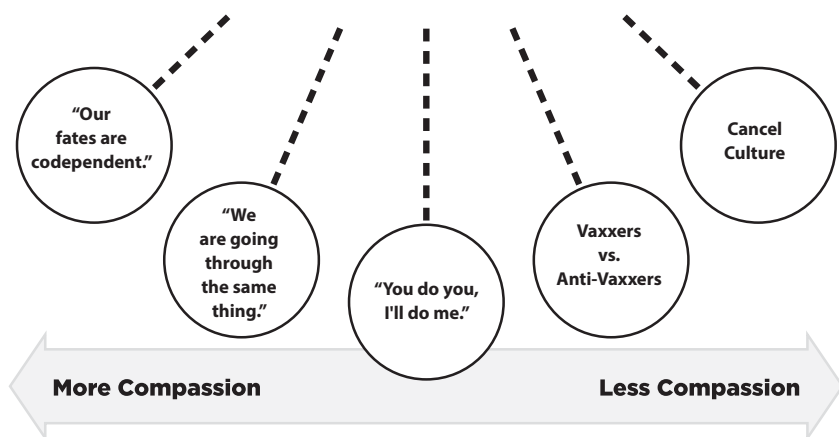 “Our
fates are
codependent.”
“We
are going
through
the same
thing.”
“You do you,
I'll do me.”
Vaxxers
vs.
Anti-Vaxxers
Cancel
Culture
More Compassion
Less Compassion